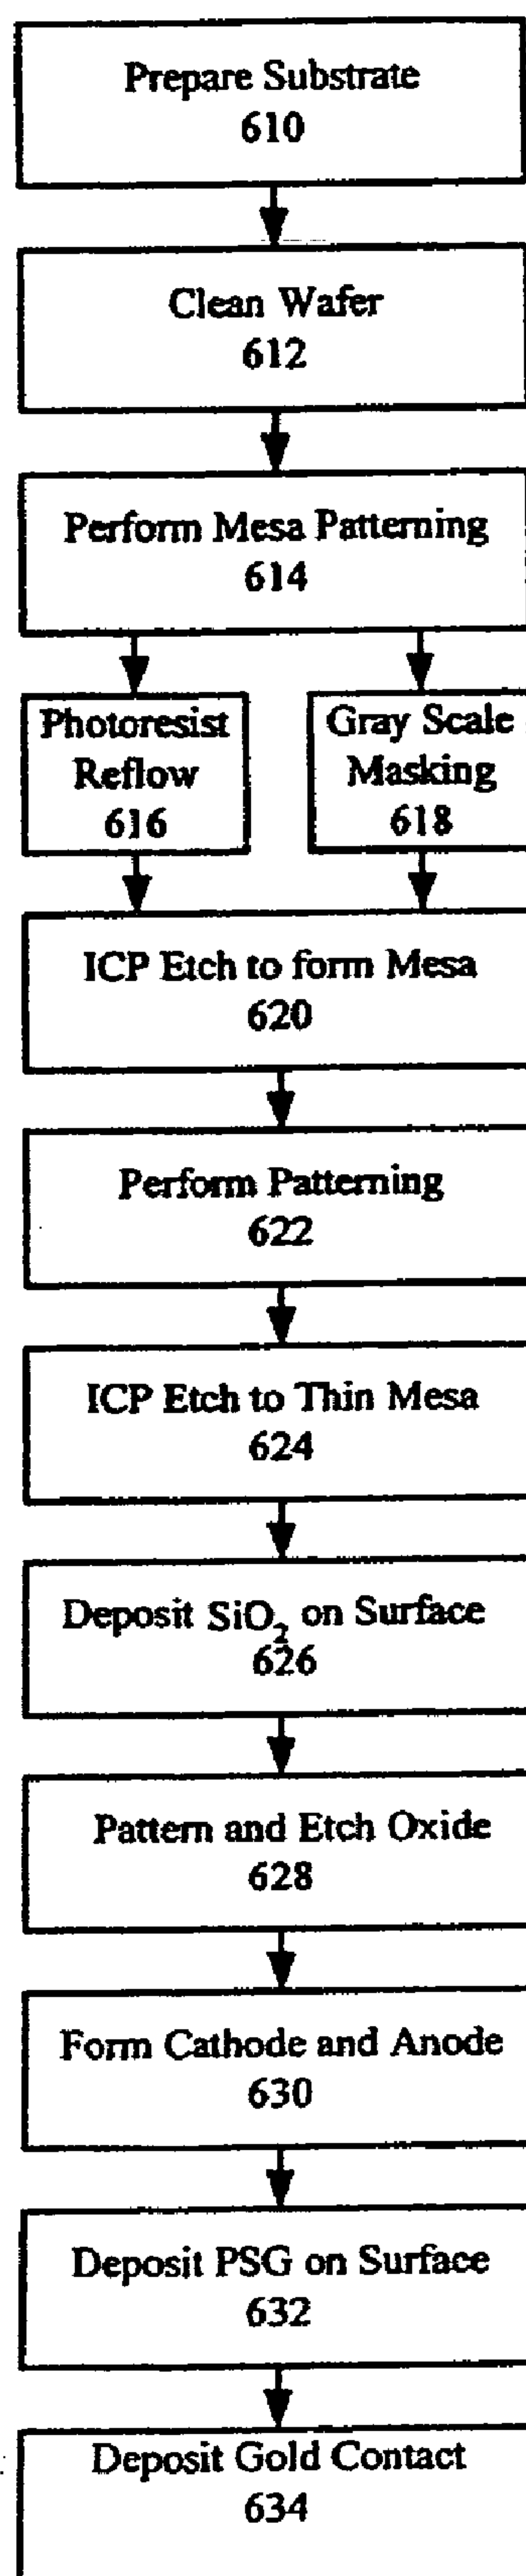 Prepare Substrate
610
Clean Wafer
612
Perform Mesa Patterning
614
Photoresist
Reflow
616
Gray Scale
Masking
618
ICP Etch to form Mesa
620
Perform Patterning
622
ICP Etch to Thin Mesa
624
Deposit SiO₂ on Surface
626
Pattern and Etch Oxide
628
Form Cathode and Anode
630
Deposit PSG on Surface
632
Deposit Gold Contact
634